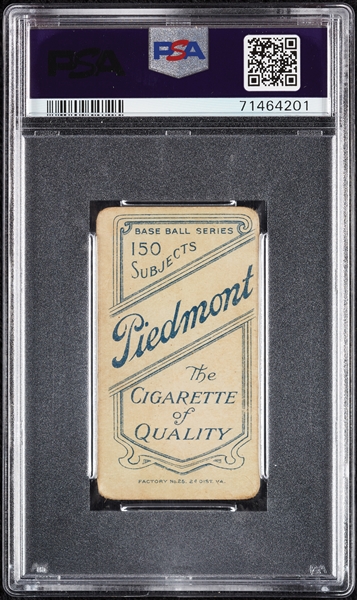 PSA
PSA
71464201
BASE BALL SERIES
150
SUBJECTS
Piedmont
The
CIGARETTE
of
QUALITY
FACTORY No. 25, 2d DIST. VA.